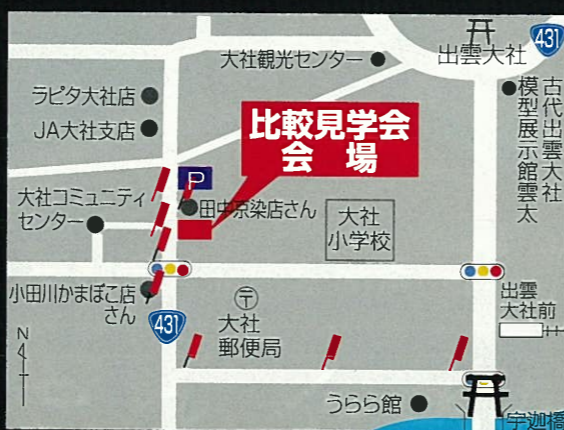 431
出雲大社
大社観光センター
ラピタ大社店
JA大社支店
古代出雲大社
模型展示館雲太
比較見学会
会 場
P
大社コミュニティ
センター
田中京染店さん
大社
小学校
小田川かまぼこ店
さん
出雲
大社前
〒
431
大社
郵便局
N
うらら館
宇迦橋